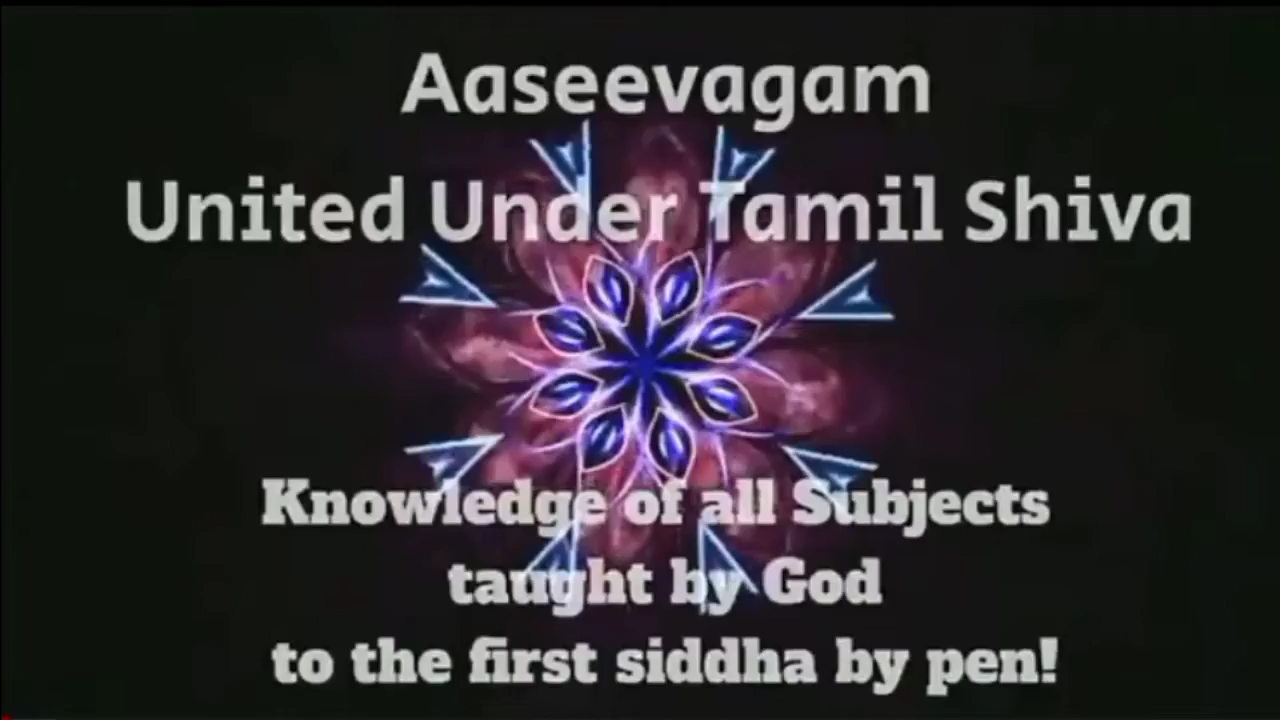 Aaseevagam
United Under Tamil Shiva
Knowledge of all Subjects
taught by God
to the first siddha by pen!